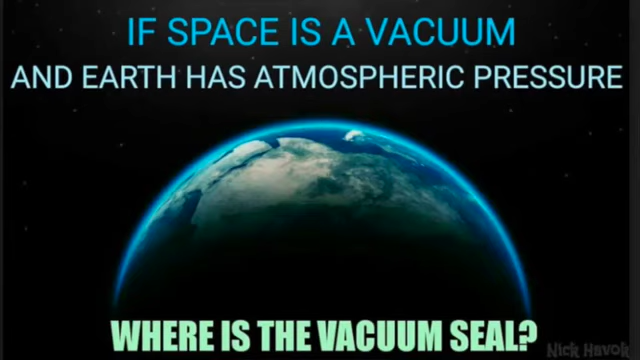 IF SPACE IS A VACUUM
AND EARTH HAS ATMOSPHERIC PRESSURE
WHERE IS THE VACUUM SEAL?
Nick Havok